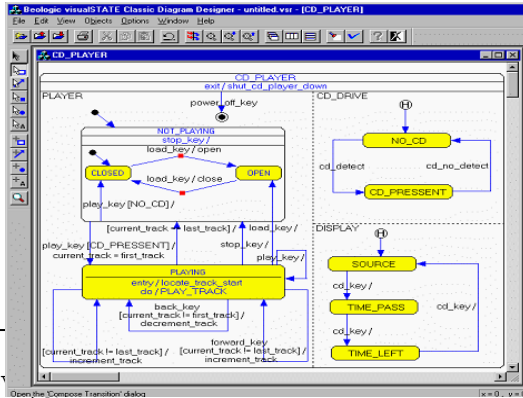 Beologic visualSTATE Classic Diagram Designer - untitled.vsr - [CD_PLAYER]
File Edit View Objects Options Window Help
CD_PLAYER
CD_PLAYER
exit / shut_cd_player_down
PLAYER
power_off_key
CD_DRIVE
H
NOT_PLAYING
stop_key /
load_key / open
NO_CD
CLOSED
OPEN
cd_detect
cd_no_detect
load_key / close
CD_PRESSENT
play_key [NO_CD] /
[current_track = last_track] /
load_key /
DISPLAY
H
play_key [CD_PRESSENT] /
current_track = first_track
stop_key /
play_key /
SOURCE
PLAYING
entry / locate_track_start
do / PLAY_TRACK
cd_key /
TIME_PASS
back_key
[current_track != first_track] /
decrement_track
cd_key /
cd_key /
forward_key
[current_track != last_track] /
increment_track
[current_track != last_track] /
increment_track
TIME_LEFT
Open the 'Compose Transition' dialog
x = 0 , y =